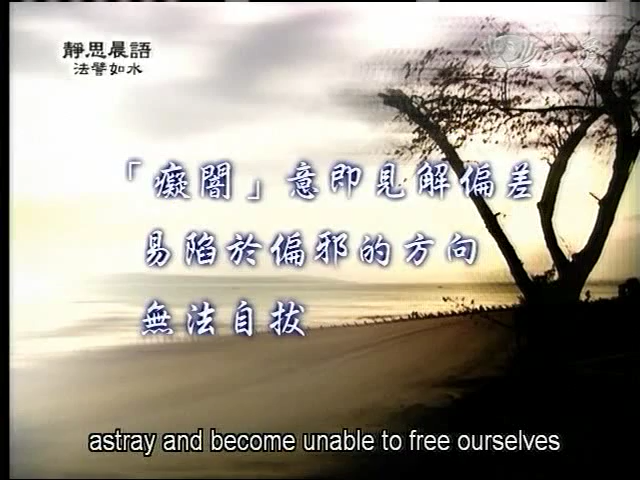 靜思晨語
法譬如水
「癡闇」意即見解偏差
易陷於偏邪的方向
無法自拔
astray and become unable to free ourselves